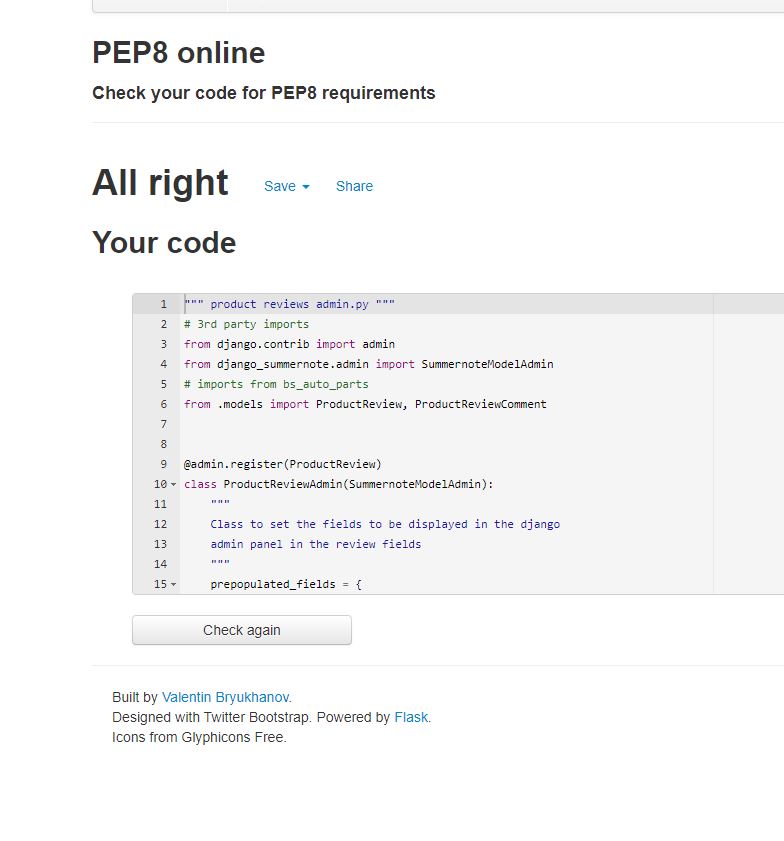 PEP8 online
Check your code for PEP8 requirements
All right Save Share
Your code
1 """ product reviews admin.py """
2 # 3rd party imports
3 from django.contrib import admin
4 from django_summernote.admin import SummernoteModelAdmin
5 # imports from bs_auto_parts
6 from .models import ProductReview, ProductReviewComment
7
8
9 @admin.register(ProductReview)
10 class ProductReviewAdmin(SummernoteModelAdmin):
11     """
12     Class to set the fields to be displayed in the django
13     admin panel in the review fields
14     """
15     prepopulated_fields = {
Check again
Built by Valentin Bryukhanov.
Designed with Twitter Bootstrap. Powered by Flask.
Icons from Glyphicons Free.